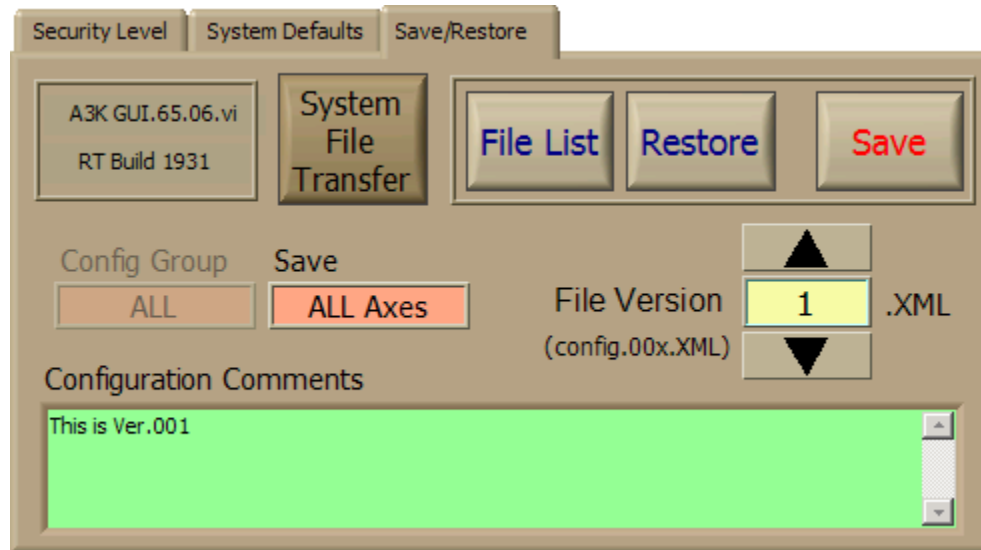 Security Level
System Defaults
Save/Restore
A3K GUI.65.06.vi
RT Build 1931
System
File
Transfer
File List
Restore
Save
Config Group
ALL
Save
ALL Axes
File Version
(config.00x.XML)
1
.XML
Configuration Comments
This is Ver.001